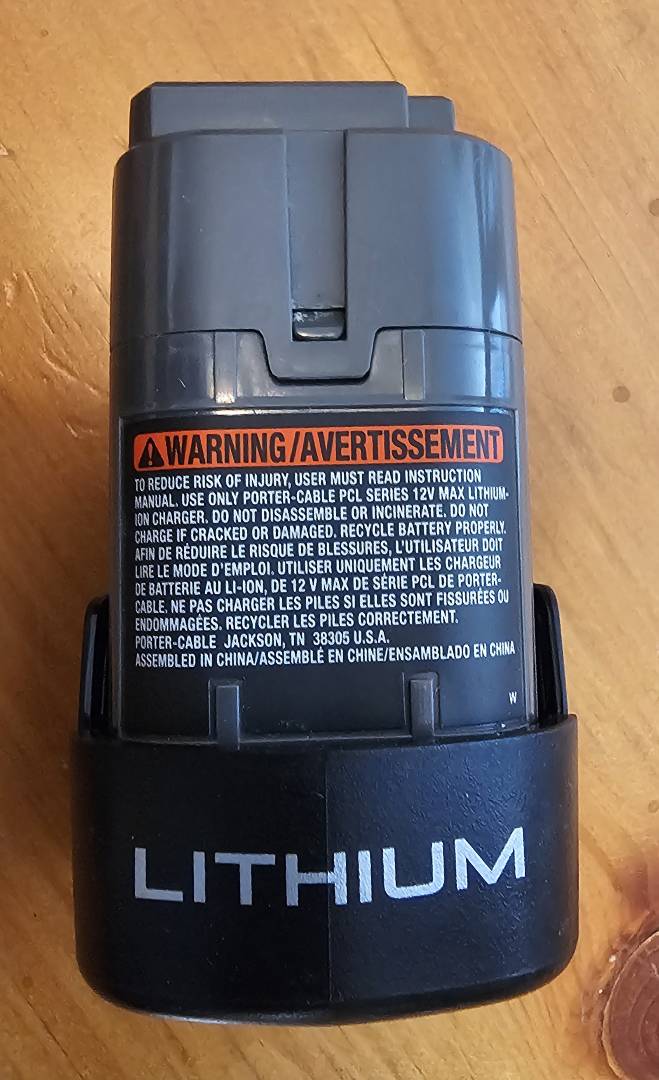 WARNING/AVERTISSEMENT
TO REDUCE RISK OF INJURY, USER MUST READ INSTRUCTION
MANUAL. USE ONLY PORTER-CABLE PCL SERIES 12V MAX LITHIUM-
ION CHARGER. DO NOT DISASSEMBLE OR INCINERATE. DO NOT
CHARGE IF CRACKED OR DAMAGED. RECYCLE BATTERY PROPERLY.
AFIN DE RÉDUIRE LE RISQUE DE BLESSURES, L'UTILISATEUR DOIT
LIRE LE MODE D'EMPLOI. UTILISER UNIQUEMENT LES CHARGEUR
DE BATTERIE AU LI-ION, DE 12 V MAX DE SÉRIE PCL DE PORTER-
CABLE. NE PAS CHARGER LES PILES SI ELLES SONT FISSURÉES OU
ENDOMMAGÉES. RECYCLER LES PILES CORRECTEMENT.
PORTER-CABLE JACKSON, TN 38305 U.S.A.
ASSEMBLED IN CHINA/ASSEMBLÉ EN CHINE/ENSAMBLADO EN CHINA
W
LITHIUM